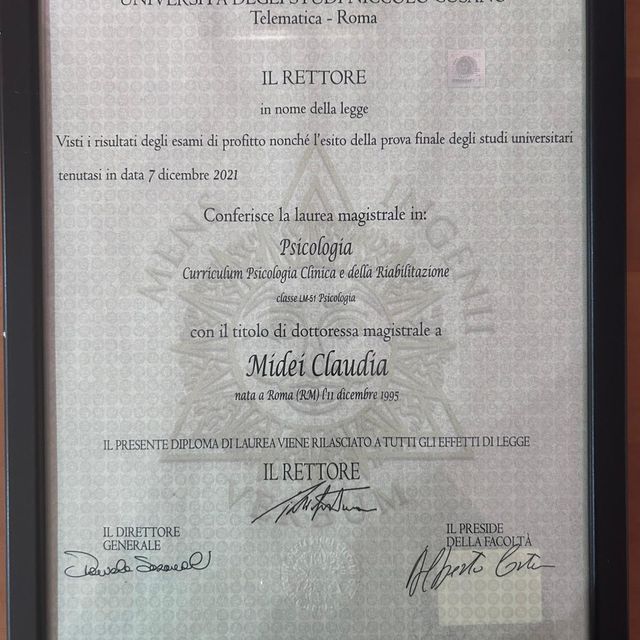 UNIVERSITÀ DEGLI STUDI NICCOLÒ CUSANO
Telematica - Roma
IL RETTORE
in nome della legge
Visti i risultati degli esami di profitto nonché l'esito della prova finale degli studi universitari
tenutasi in data 7 dicembre 2021
Conferisce la laurea magistrale in:
Psicologia
Curriculum Psicologia Clinica e della Riabilitazione
classe LM-51 Psicologia
con il titolo di dottoressa magistrale a
Midei Claudia
nata a Roma (RM) l'11 dicembre 1995
IL PRESENTE DIPLOMA DI LAUREA VIENE RILASCIATO A TUTTI GLI EFFETTI DI LEGGE
IL RETTORE
IL DIRETTORE
GENERALE
IL PRESIDE
DELLA FACOLTÀ
Alberto
MENS
INGENII